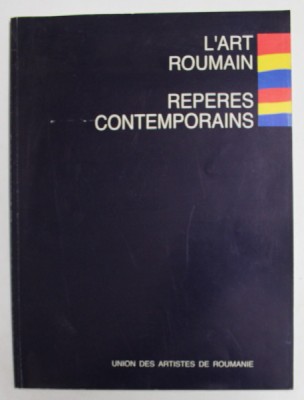 L'ART
ROUMAIN
REPERES
CONTEMPORAINS
UNION DES ARTISTES DE ROUMANIE